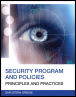 SECURITY PROGRAM
AND POLICIES
PRINCIPLES AND PRACTICES